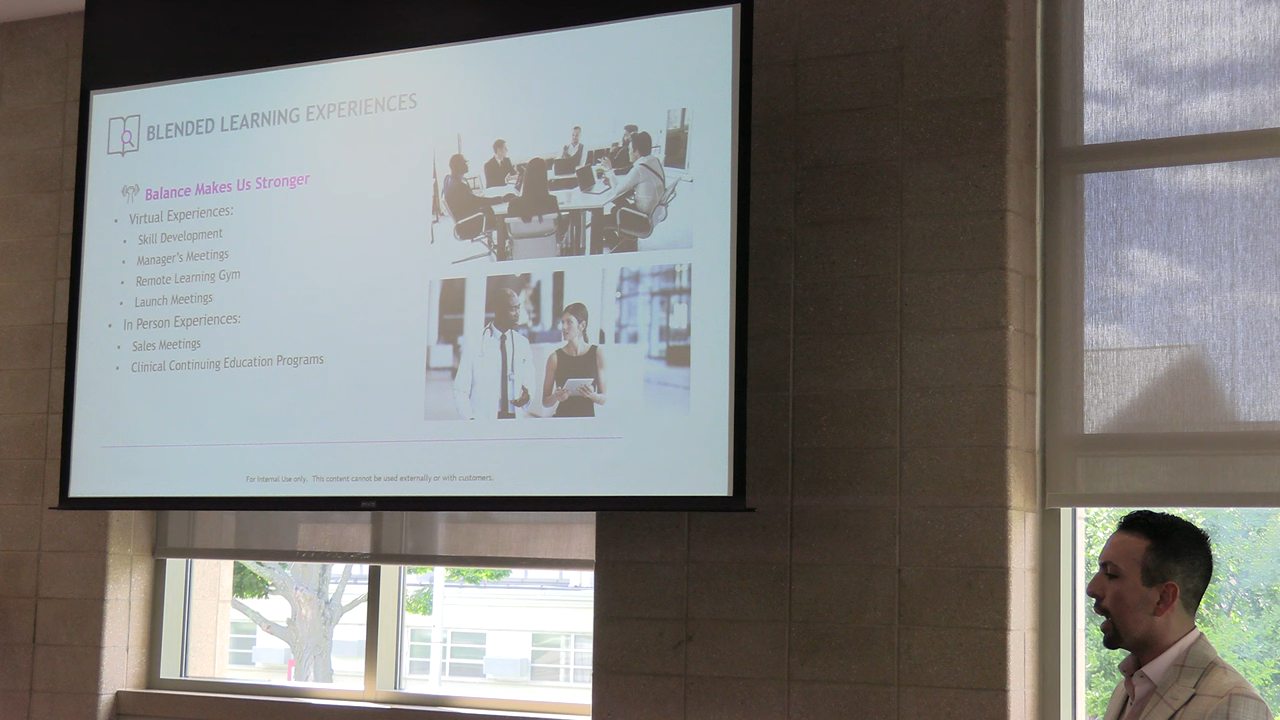 BLENDED LEARNING EXPERIENCES
Balance Makes Us Stronger
• Virtual Experiences:
• Skill Development
• Manager's Meetings
• Remote Learning Gym
• Launch Meetings
• In Person Experiences:
• Sales Meetings
• Clinical Continuing Education Programs
For Internal Use only. This content cannot be used externally or with customers.